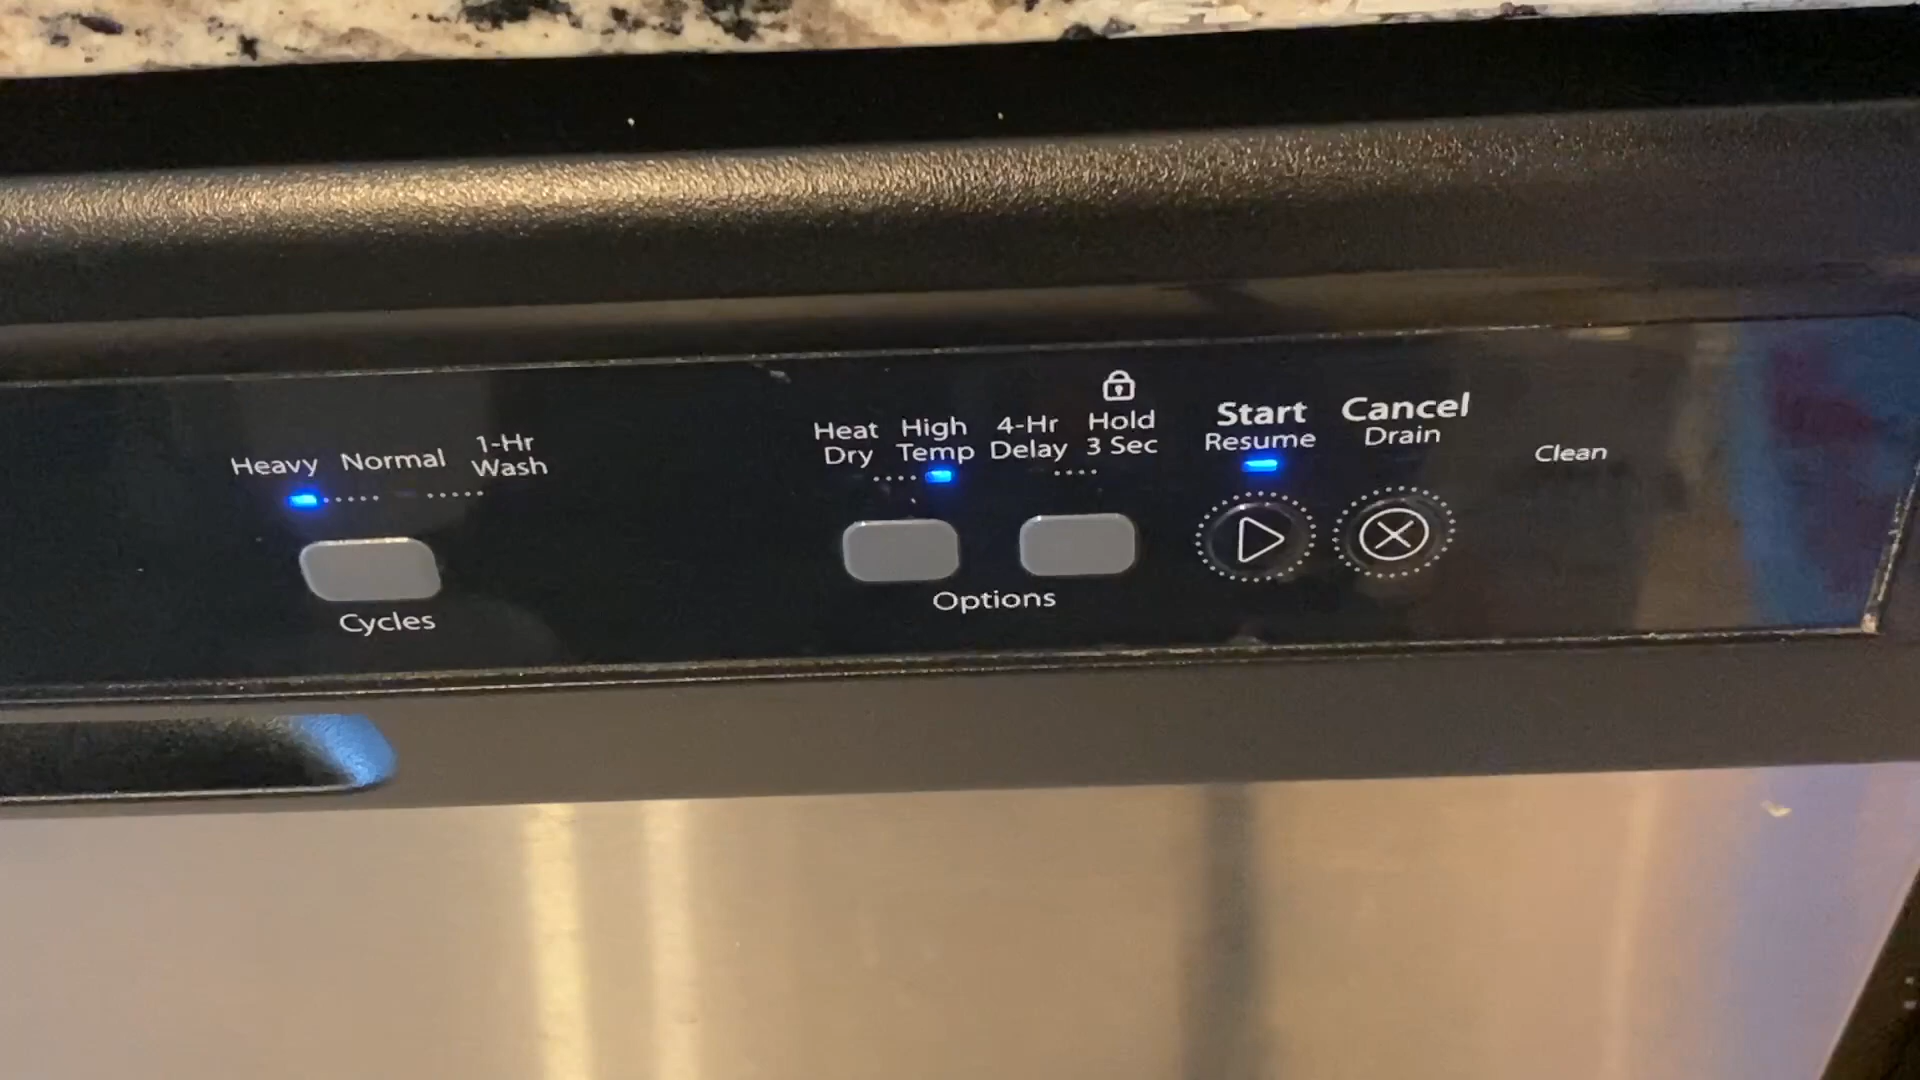 Heavy Normal 1-Hr
Wash
Cycles
Heat High 4-Hr Hold
Dry Temp Delay 3 Sec
Options
Start
Resume
Cancel
Drain
Clean